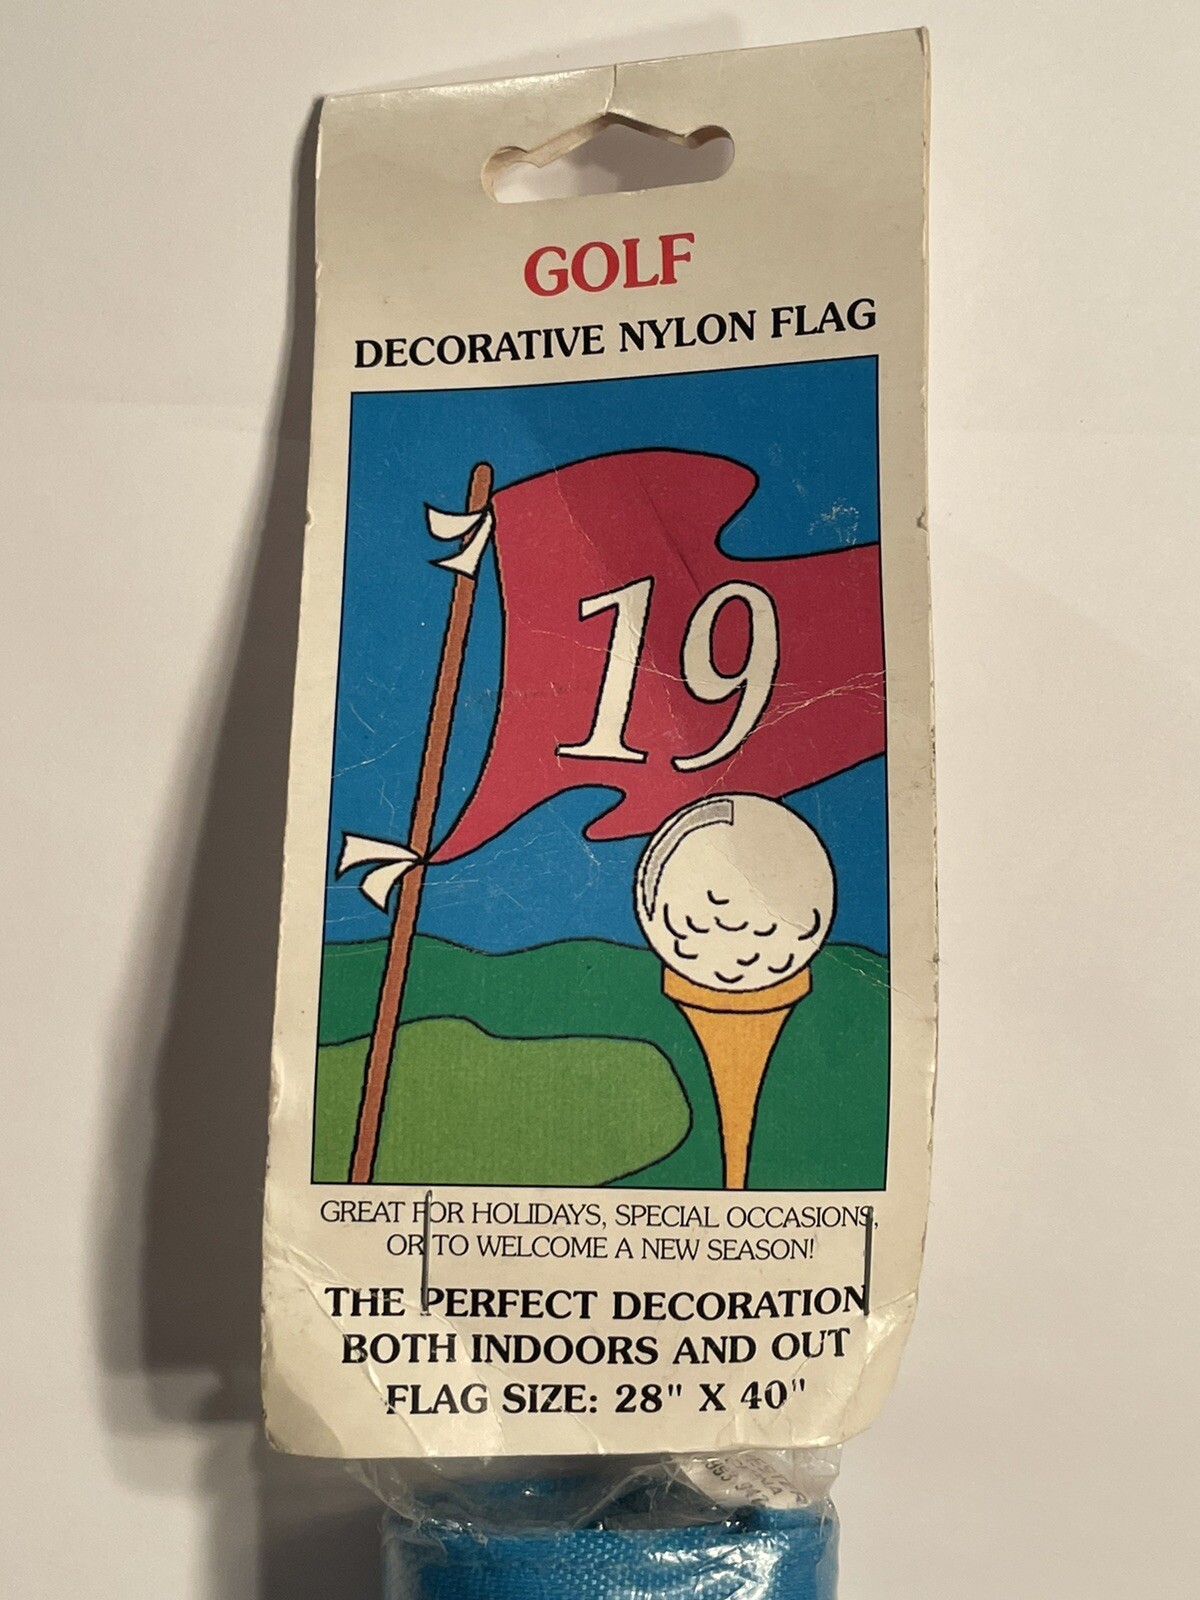 GOLF
DECORATIVE NYLON FLAG
19
GREAT FOR HOLIDAYS, SPECIAL OCCASIONS,
OR TO WELCOME A NEW SEASON!
THE PERFECT DECORATION
BOTH INDOORS AND OUT
FLAG SIZE: 28" X 40"